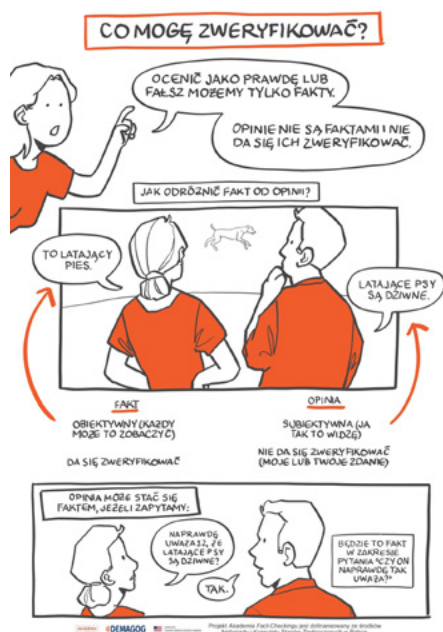 CO MOGĘ ZWERYFIKOWAĆ?
OCENIĆ JAKO PRAWDĘ LUB
FAŁSZ MOŻEMY TYLKO FAKTY.
OPINIE NIE SĄ FAKTAMI I NIE
DA SIĘ ICH ZWERYFIKOWAĆ.
JAK ODRÓŻNIĆ FAKT OD OPINII?
TO LATAJĄCY
PIES.
LATAJĄCE PSY
SĄ DZIWNE.
FAKT
OBIEKTYWNY (KAŻDY
MOŻE TO ZOBACZYĆ)
DA SIĘ ZWERYFIKOWAĆ
OPINIA
SUBIEKTYWNA (JA
TAK TO WIDZĘ)
NIE DA SIĘ ZWERYFIKOWAĆ
(MOJE LUB TWOJE ZDANIE)
OPINIA MOŻE STAĆ SIĘ
FAKTEM, JEŻELI ZAPYTAMY:
NAPRAWDĘ
UWAŻASZ, ŻE
LATAJĄCE PSY
SĄ DZIWNE?
TAK.
BĘDZIE TO FAKT
W ZAKRESIE
PYTANIA "CZY ON
NAPRAWDĘ TAK
UWAŻA?"
DEMAGOG
Projekt Akademia Fact-Checkingu jest dofinansowany ze środków